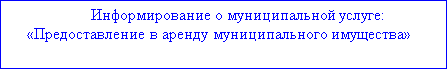 Информирование о муниципальной услуге:
«Предоставление в аренду муниципального имущества»